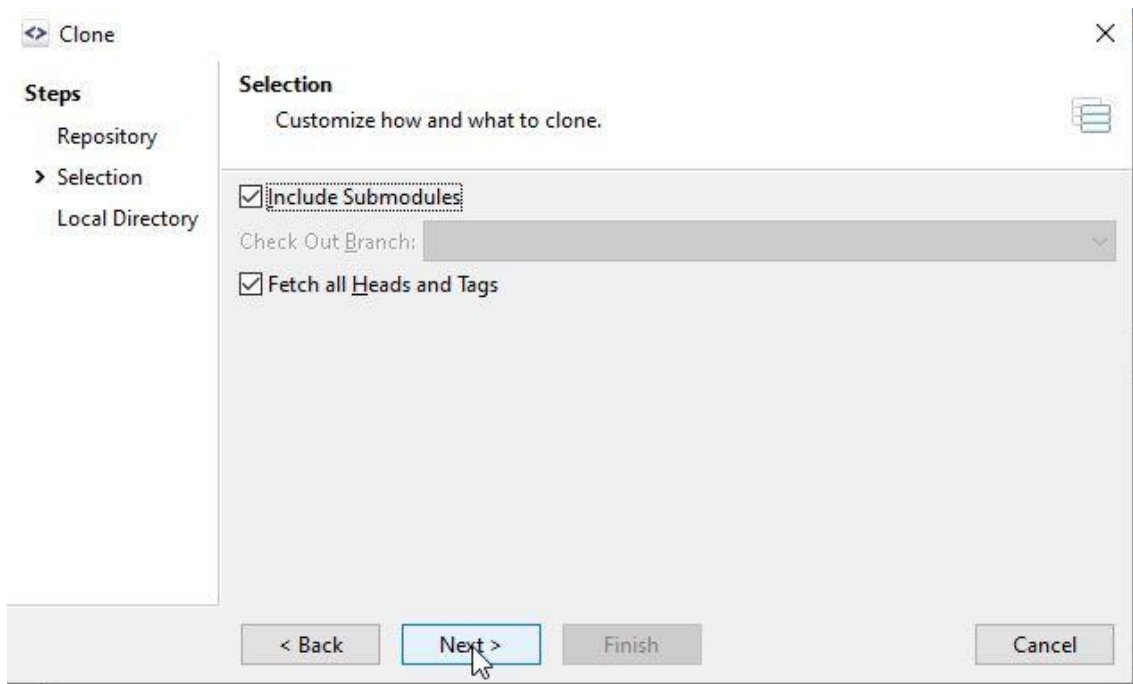 Clone
Steps
Repository
> Selection
Local Directory
Selection
Customize how and what to clone.
Include Submodules
Check Out Branch:
Fetch all Heads and Tags
< Back Next > Finish Cancel